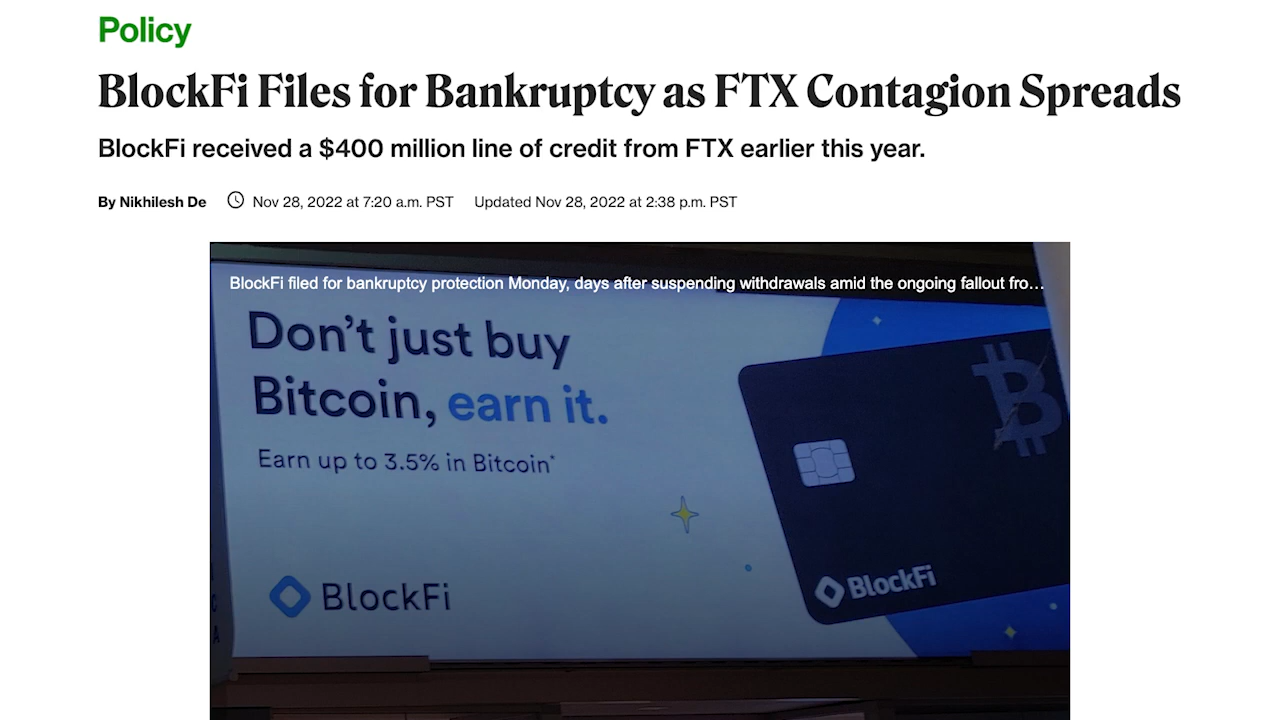 Policy
BlockFi Files for Bankruptcy as FTX Contagion Spreads
BlockFi received a $400 million line of credit from FTX earlier this year.
By Nikhilesh De Nov 28, 2022 at 7:20 a.m. PST Updated Nov 28, 2022 at 2:38 p.m. PST
BlockFi filed for bankruptcy protection Monday, days after suspending withdrawals amid the ongoing fallout fro...
Don't just buy
Bitcoin, earn it.
Earn up to 3.5% in Bitcoin*
BlockFi
BlockFi